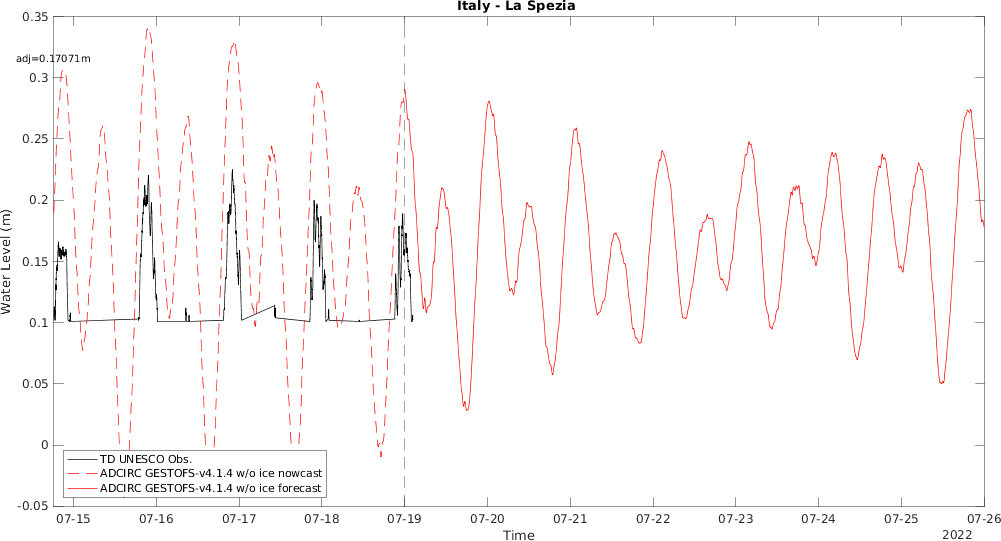 Italy - La Spezia
adj=0.17071m
Water Level (m)
0.35
0.3
0.25
0.2
0.15
0.1
0.05
0
-0.05
TD UNESCO Obs.
ADCIRC GESTOFS-v4.1.4 w/o ice nowcast
ADCIRC GESTOFS-v4.1.4 w/o ice forecast
07-15 07-16 07-17 07-18 07-19 07-20 07-21 07-22 07-23 07-24 07-25 07-26
Time
2022